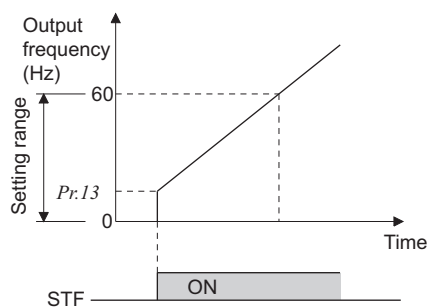 Output
frequency
(Hz)
Setting range
60
Pr.13
0
Time
ON
STF